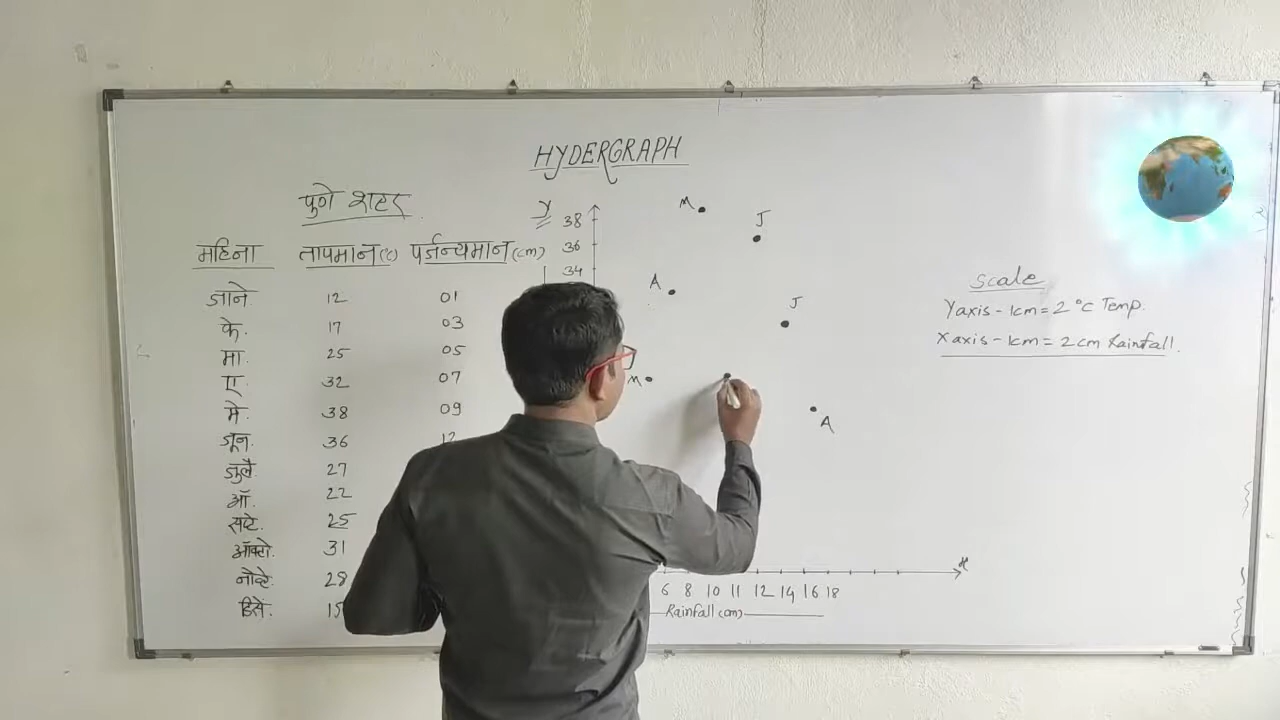 HYDERGRAPH
पुणे शहर
महिना तापमान(°c) पर्जन्यमान(cm)
जाने 12 01
फे. 17 03
मा. 25 05
ए. 32 07
मे. 38 09
जून. 36 12
जुलै. 27
ऑ. 22
सप्टे. 25
ऑक्टो. 31
नोव्हे. 28
डिसें. 15
Y
38
36
34
M
J
A
J
M
A
6 8 10 11 12 14 16 18
x
Rainfall (cm)
Scale
Yaxis - 1cm = 2 °c Temp.
Xaxis - 1cm = 2 cm Rainfall.